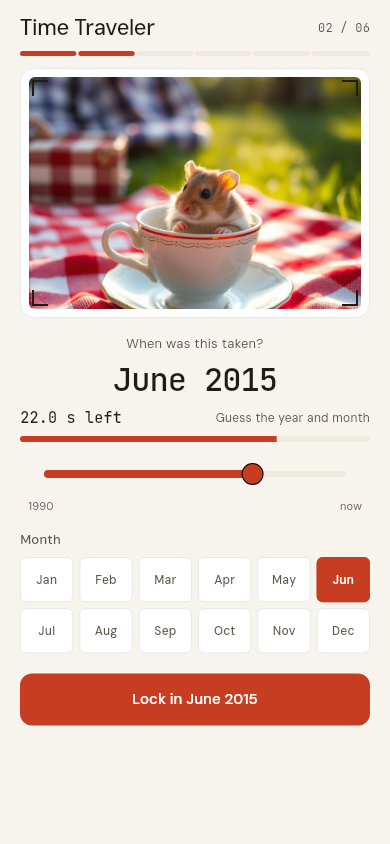 Time Traveler
02 / 06
When was this taken?
June 2015
22.0 s left
Guess the year and month
1990
now
Month
Jan
Feb
Mar
Apr
May
Jun
Jul
Aug
Sep
Oct
Nov
Dec
Lock in June 2015